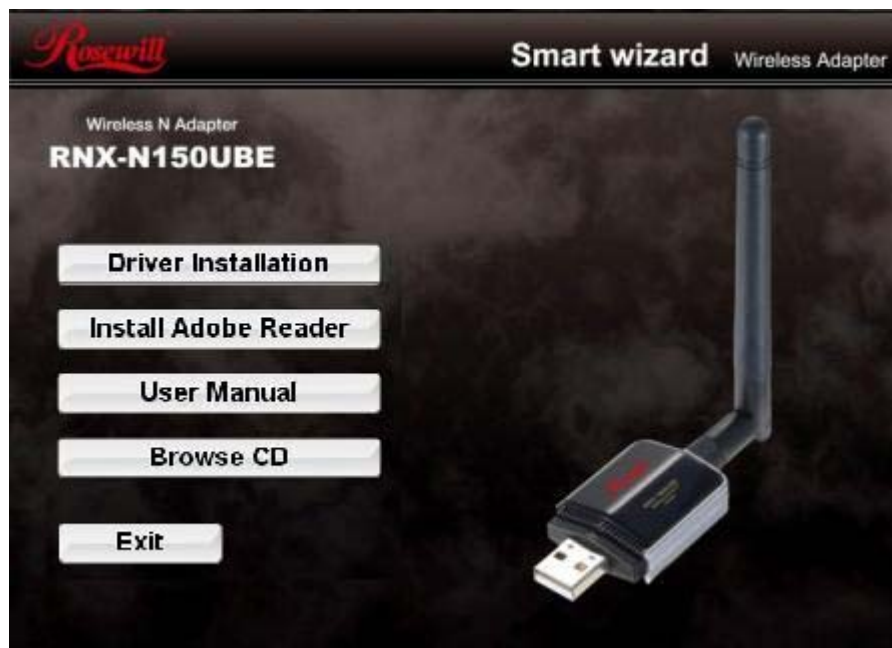 Rosewill
Smart wizard Wireless Adapter
Wireless N Adapter
RNX-N150UBE
Driver Installation
Install Adobe Reader
User Manual
Browse CD
Exit
Rosewill